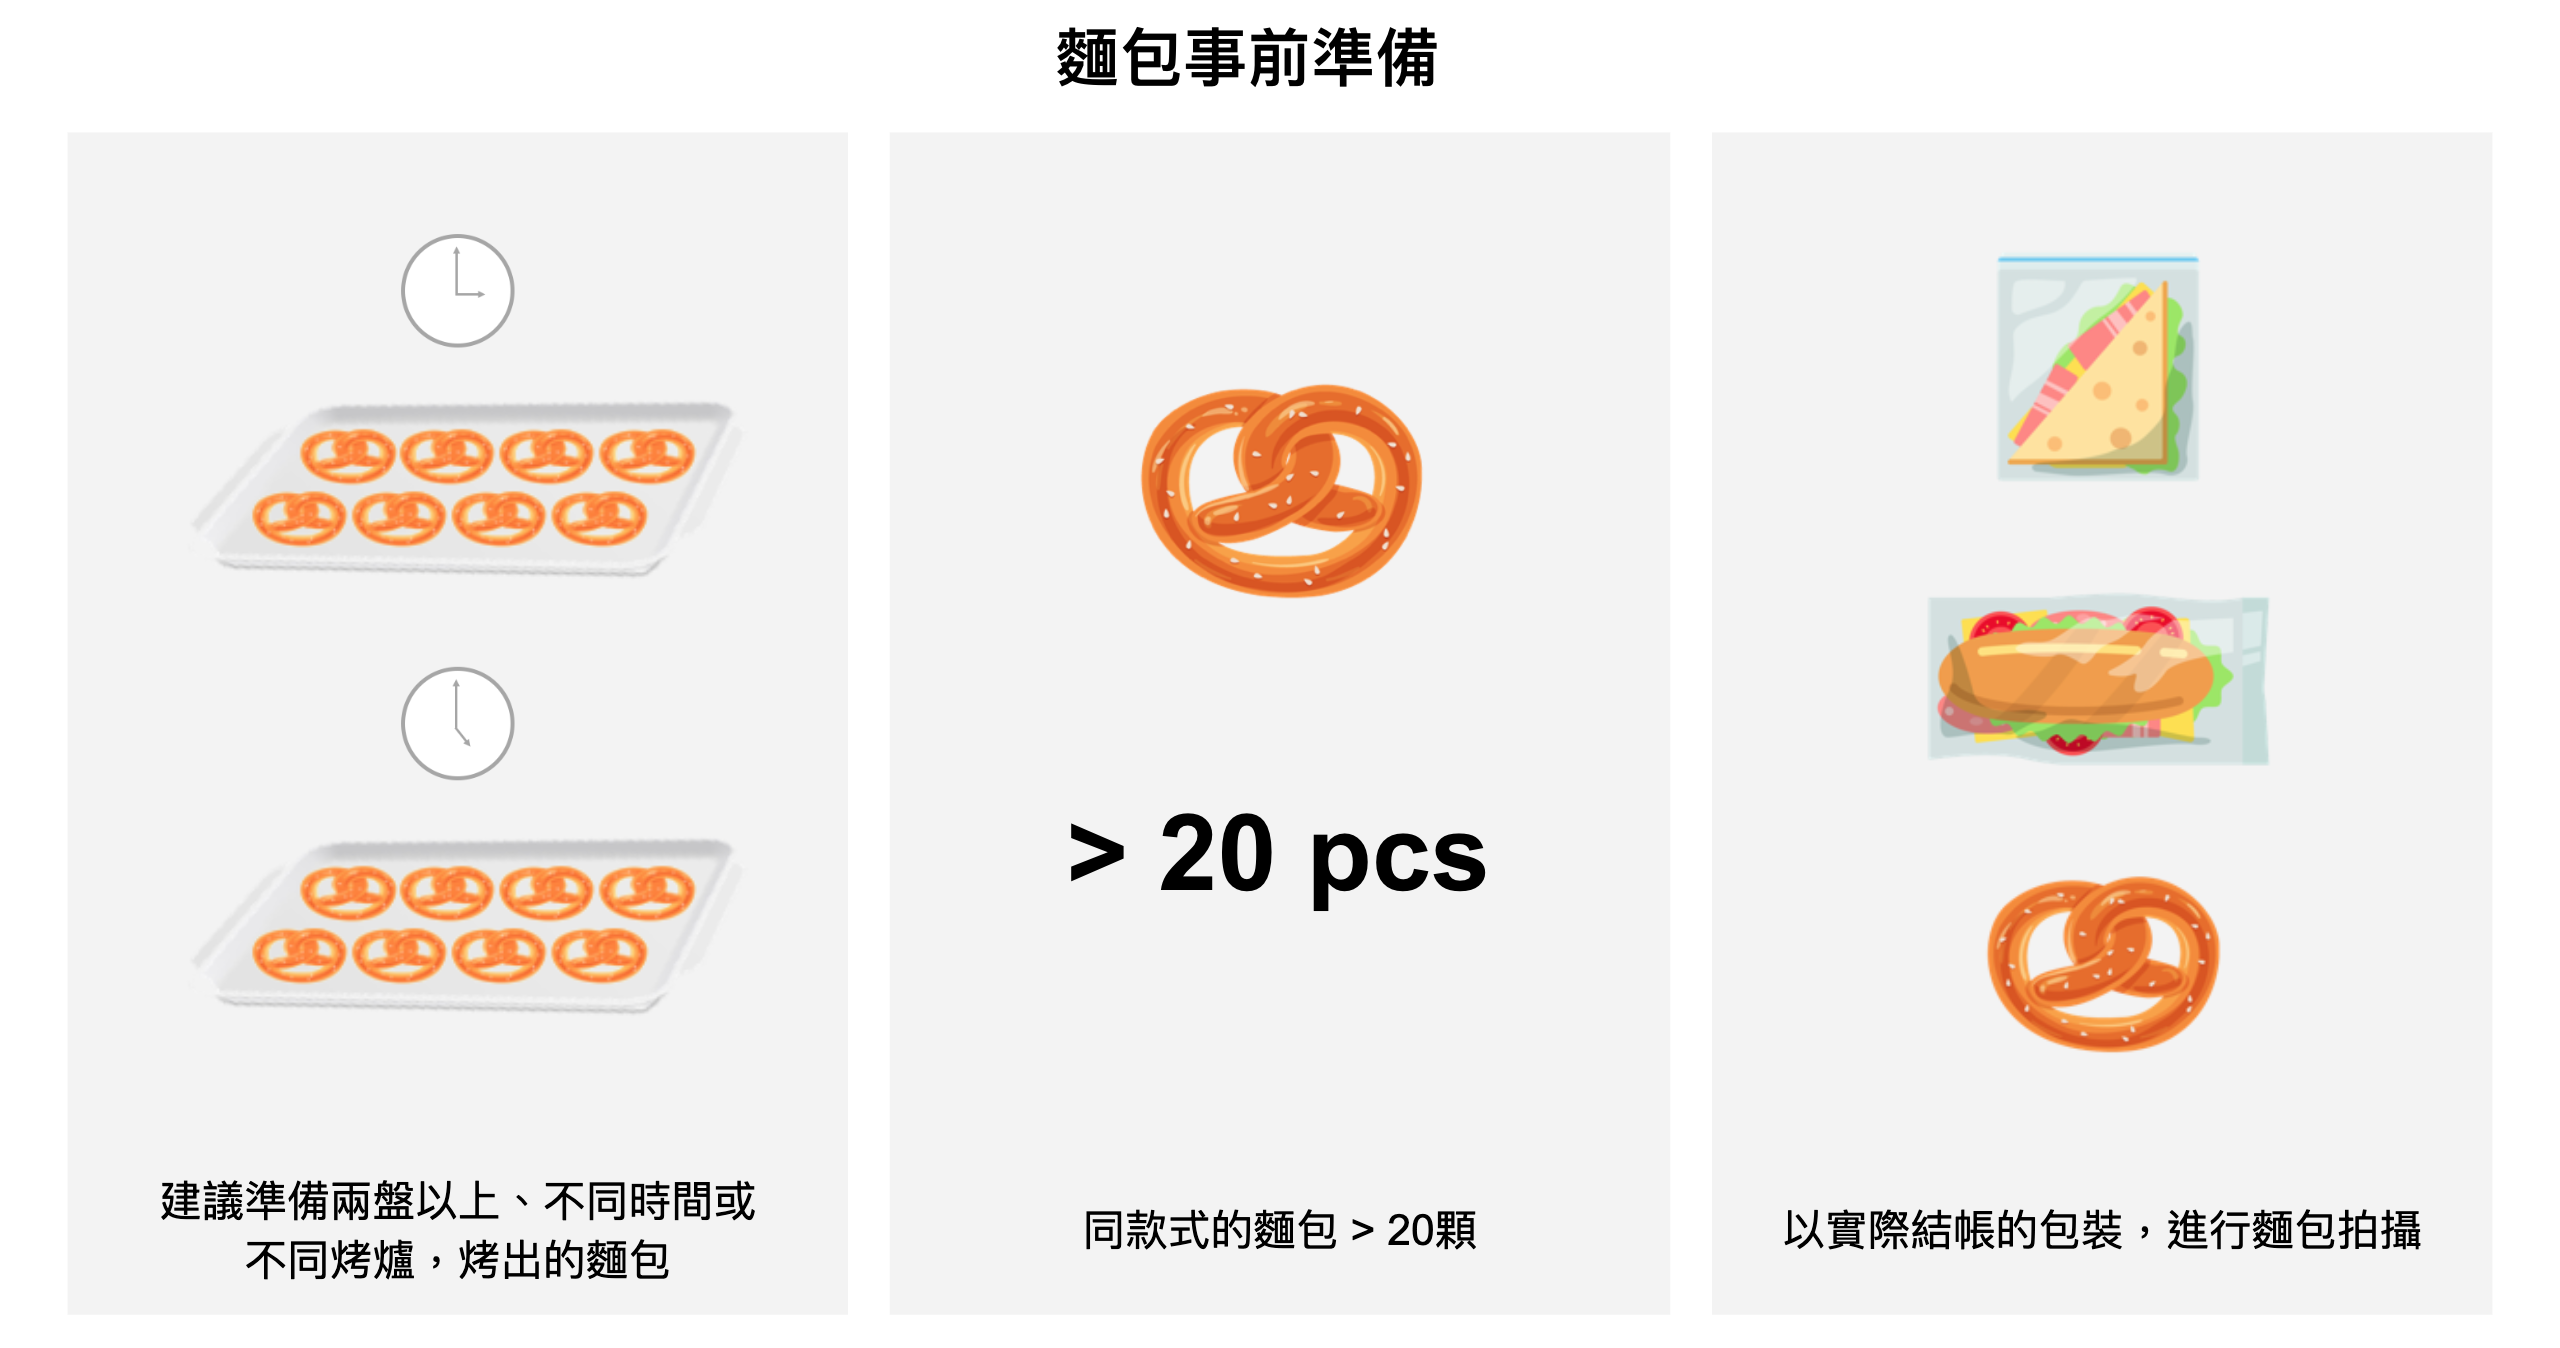 麵包事前準備
> 20 pcs
建議準備兩盤以上、不同時間或
不同烤爐，烤出的麵包
同款式的麵包 > 20顆
以實際結帳的包裝，進行麵包拍攝